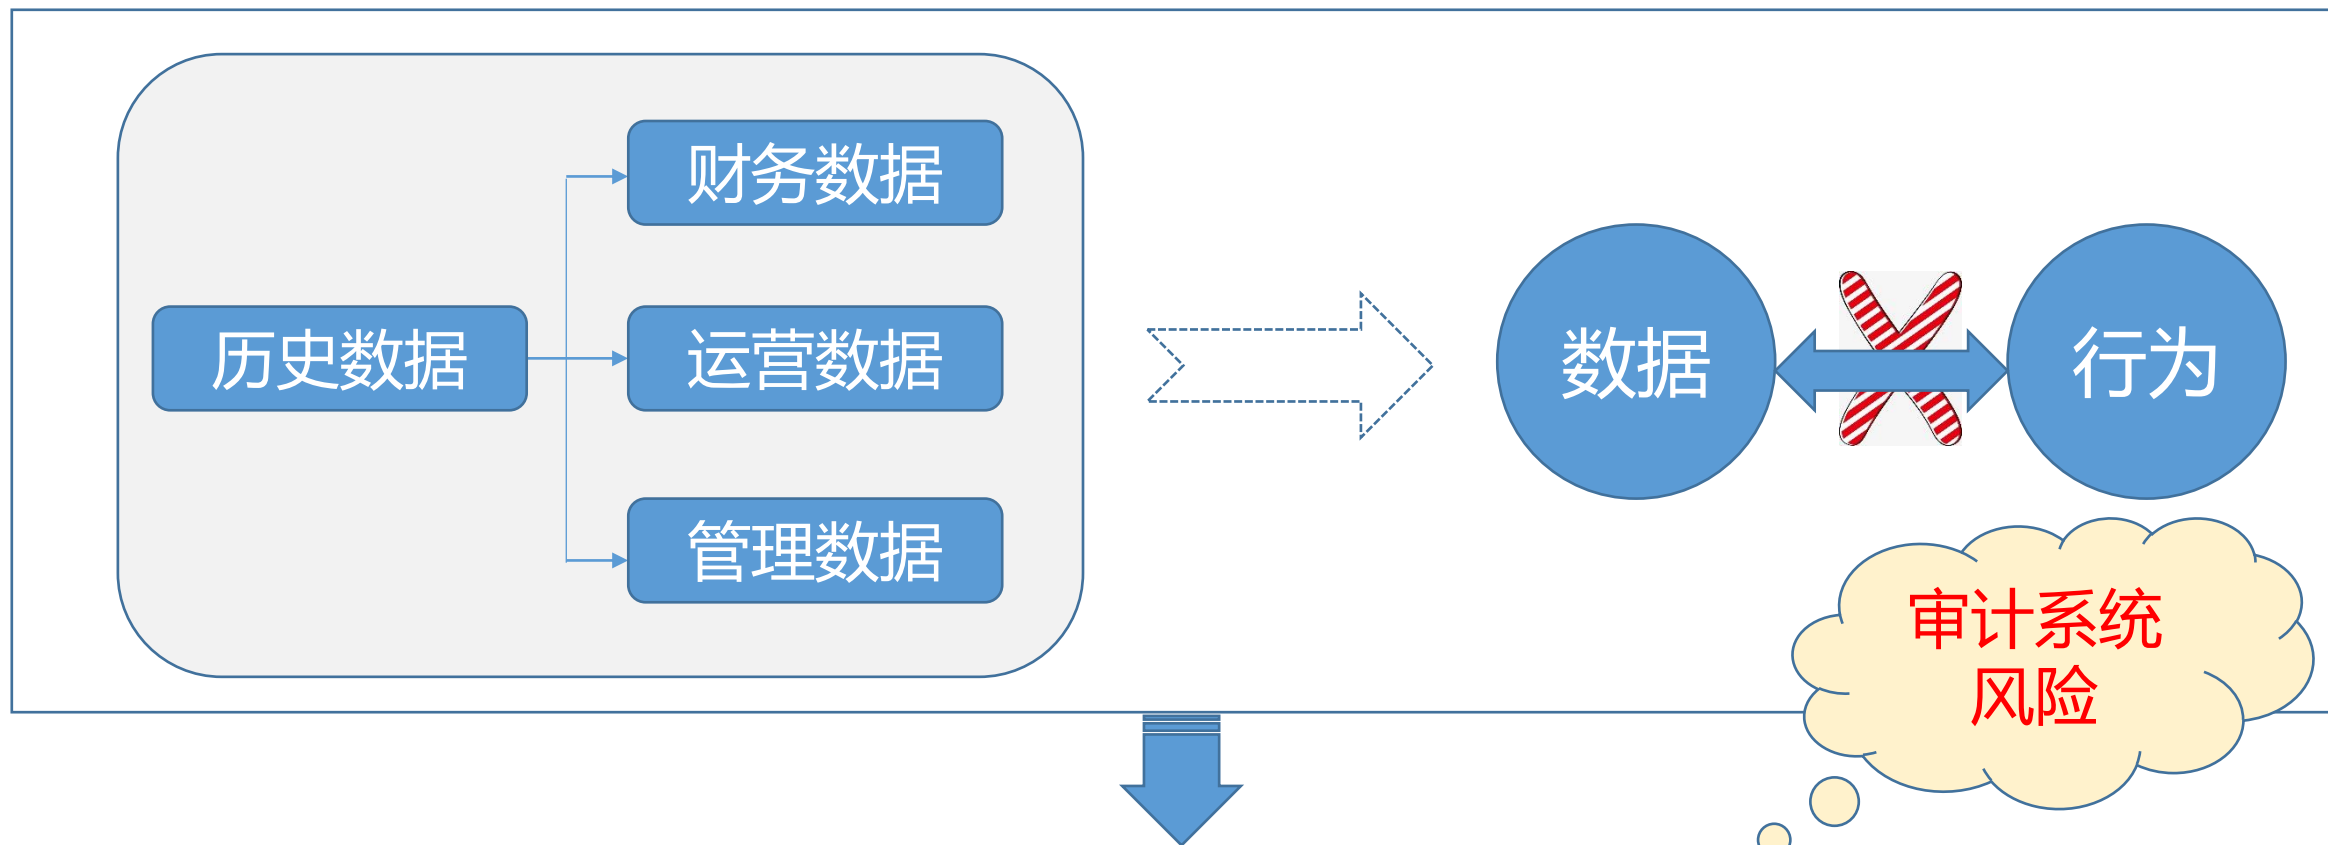 财务数据
历史数据
运营数据
管理数据
数据
行为
审计系统
风险